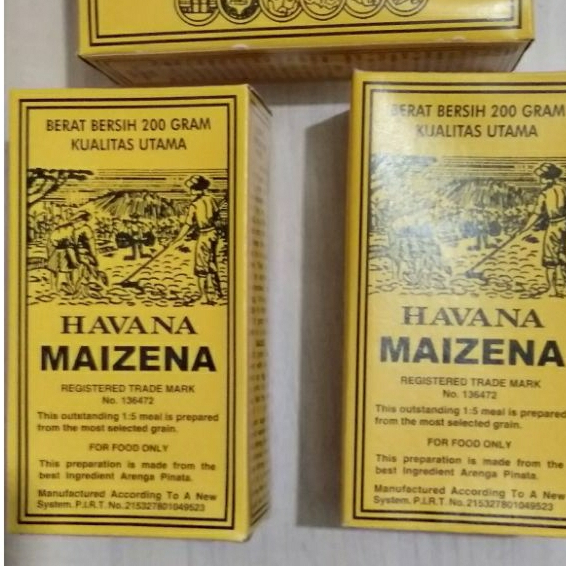 BERAT BERSIH 200 GRAM
KUALITAS UTAMA
HAVANA
MAIZENA
REGISTERED TRADE MARK
No. 136472
This outstanding 1:5 meal is prepared
from the most selected grain.
FOR FOOD ONLY
This preparation is made from the
best Ingredient Arenga Pinata.
Manufactured According To A New
System. P.I.R.T. No. 215327801049523
BERAT BERSIH 200 GRAM
KUALITAS UTAMA
HAVANA
MAIZENA
REGISTERED TRADE MARK
No. 136472
This outstanding 1:5 meal is prepared
from the most selected grain.
FOR FOOD ONLY
This preparation is made from the
best Ingredient Arenga Pinata.
Manufactured According To A New
System. P.I.R.T. No. 215327801049523